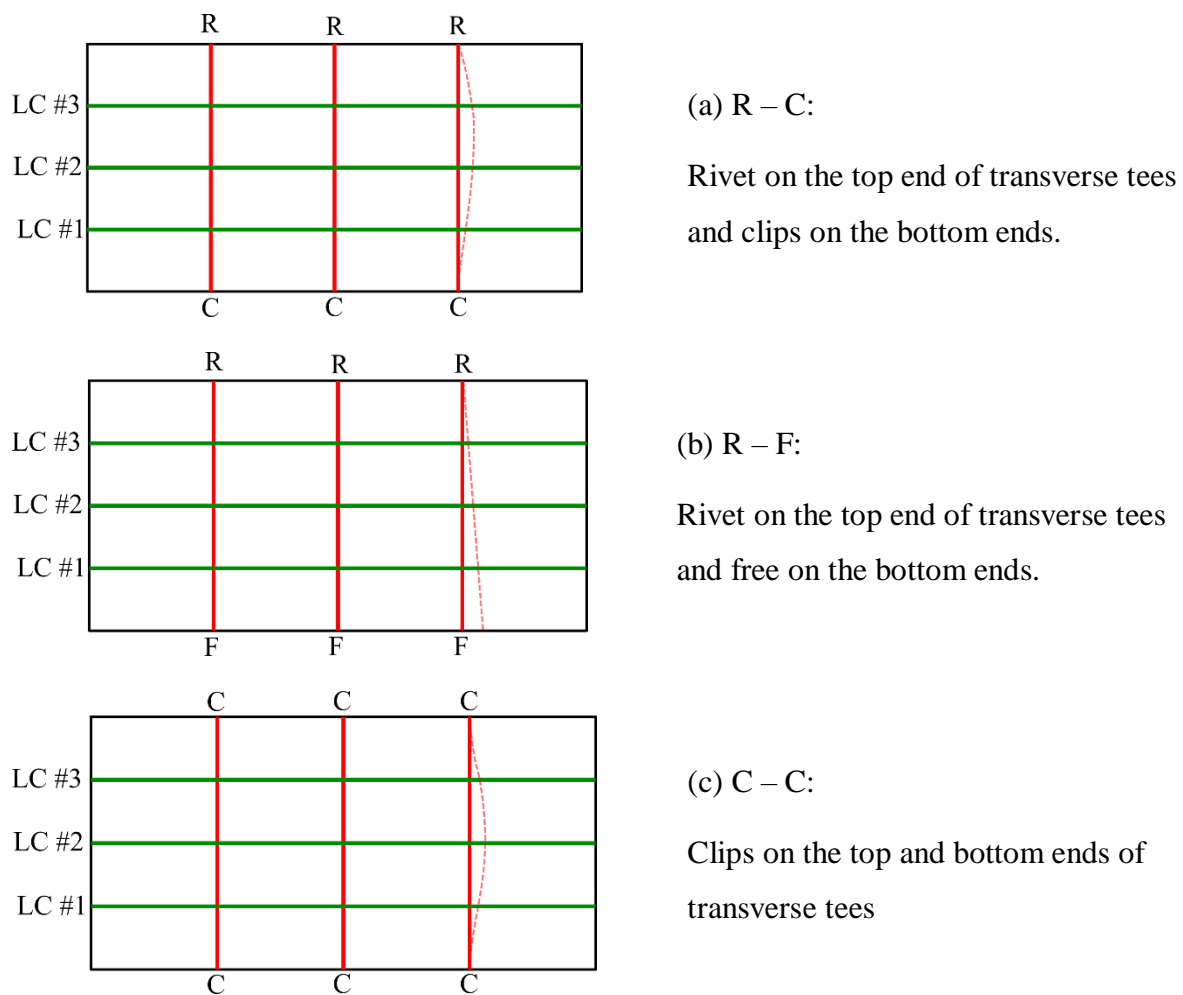 R R R
LC #3
LC #2
LC #1
C C C
(a) R – C:
Rivet on the top end of transverse tees
and clips on the bottom ends.
R R R
LC #3
LC #2
LC #1
F F F
(b) R – F:
Rivet on the top end of transverse tees
and free on the bottom ends.
C C C
LC #3
LC #2
LC #1
C C C
(c) C – C:
Clips on the top and bottom ends of
transverse tees